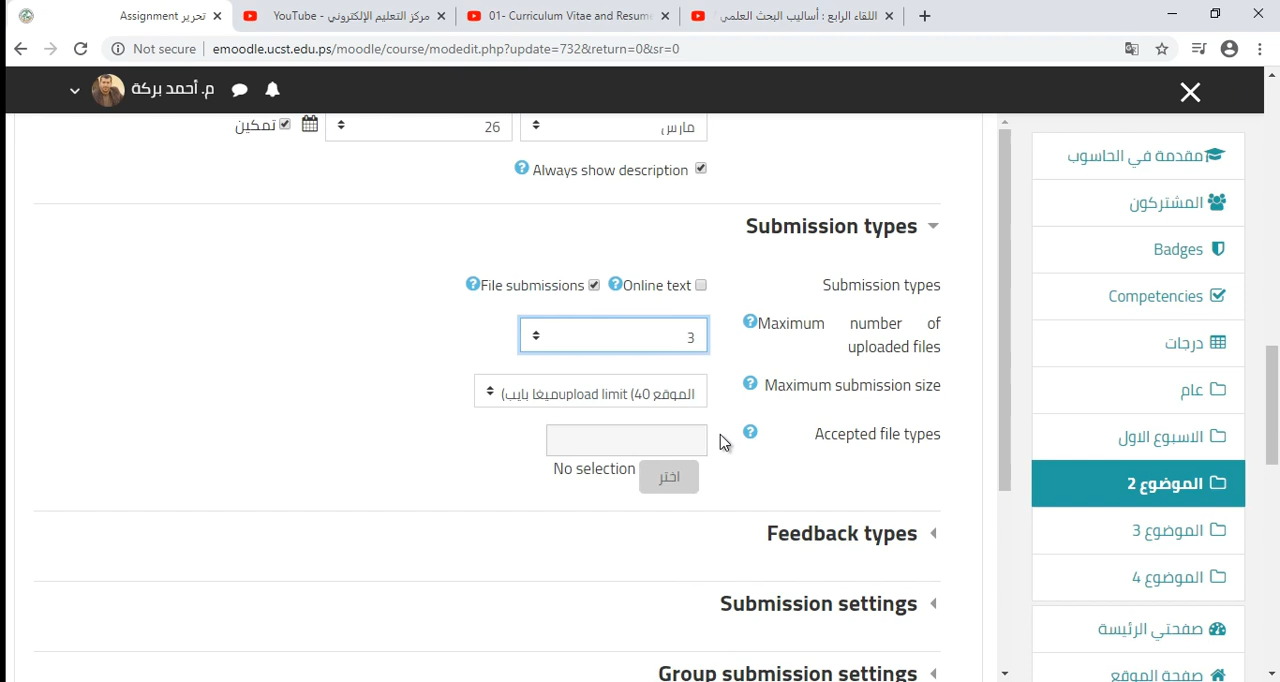 تحرير Assignment
مركز التعليم الإلكتروني - YouTube
01- Curriculum Vitae and Resum
اللقاء الرابع : أساليب البحث العلمي
Not secure
emoodle.ucst.edu.ps/moodle/course/modedit.php?update=732&return=0&sr=0
م. أحمد بركة
مارس
26
تمكين
Always show description
Submission types
Submission types
Online text
File submissions
Maximum number of
uploaded files
3
Maximum submission size
الموقع upload limit (40 ميغا بايت)
Accepted file types
اختر
No selection
Feedback types
Submission settings
Group submission settings
مقدمة في الحاسوب
المشتركون
Badges
Competencies
درجات
عام
الاسبوع الاول
الموضوع 2
الموضوع 3
الموضوع 4
صفحتي الرئيسة
صفحة الموقع